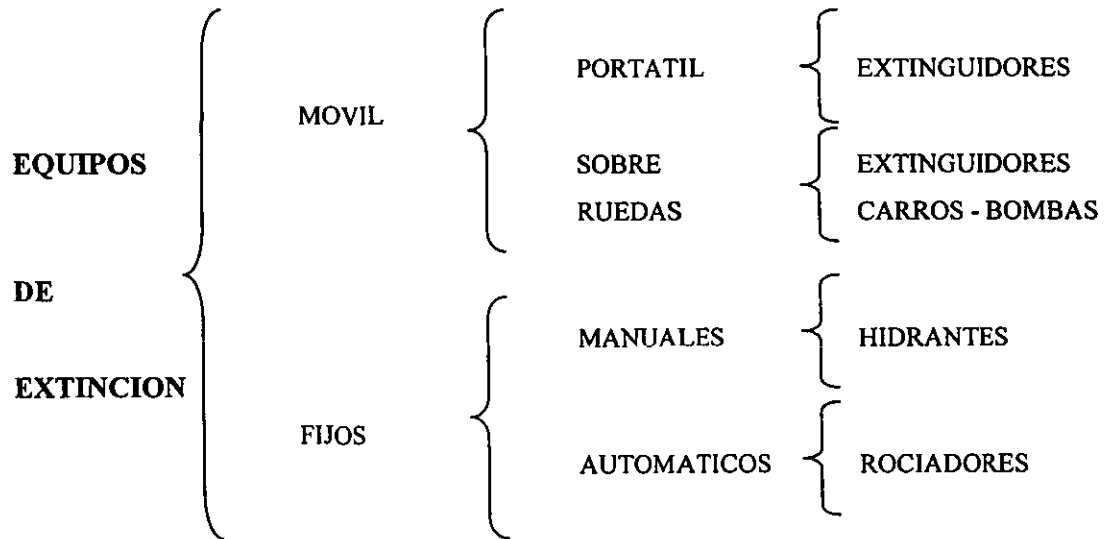 EQUIPOS
DE
EXTINCION
MOVIL
PORTATIL
EXTINGUIDORES
SOBRE
RUEDAS
EXTINGUIDORES
CARROS - BOMBAS
FIJOS
MANUALES
HIDRANTES
AUTOMATICOS
ROCIADORES